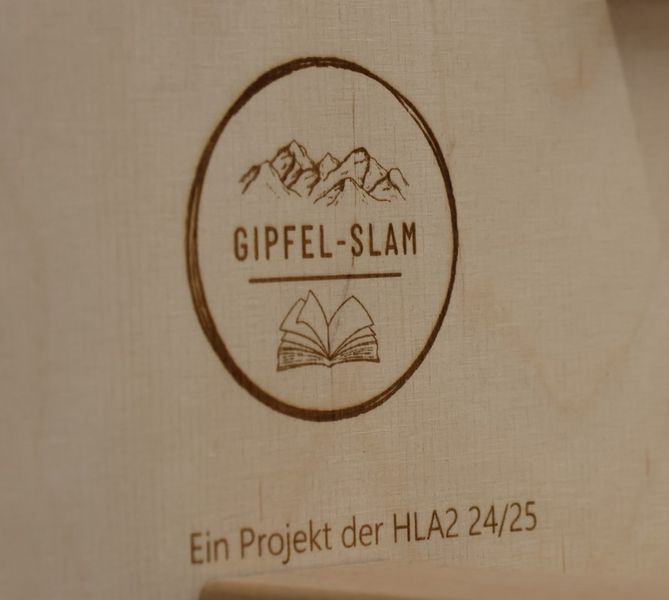 GIPFEL-SLAM
Ein Projekt der HLA2 24/25